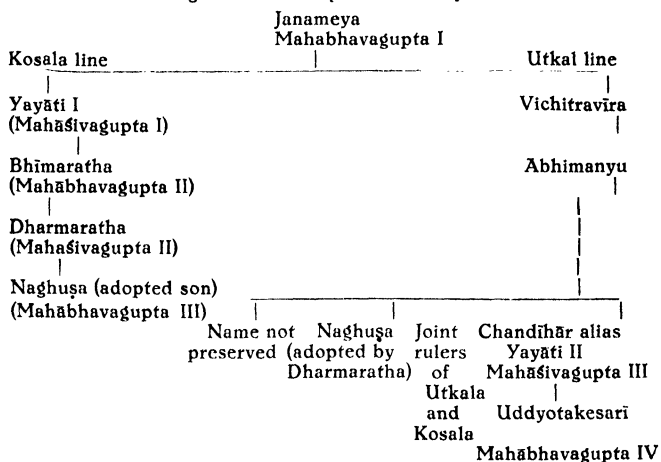 Janameya
Mahabhavagupta I
Kosala line Utkal line
Yayāti I Vichitravīra
(Mahāśivagupta I)
Bhīmaratha Abhimanyu
(Mahābhavagupta II)
Dharmaratha
(Mahaśivagupta II)
Naghuṣa (adopted son)
(Mahābhavagupta III)
Name not Naghuṣa Joint Chandīhār alias
preserved (adopted by rulers Yayāti II
Dharmaratha) of Mahāśivagupta III
Utkala
and Uddyotakesarī
Kosala
Mahābhavagupta IV